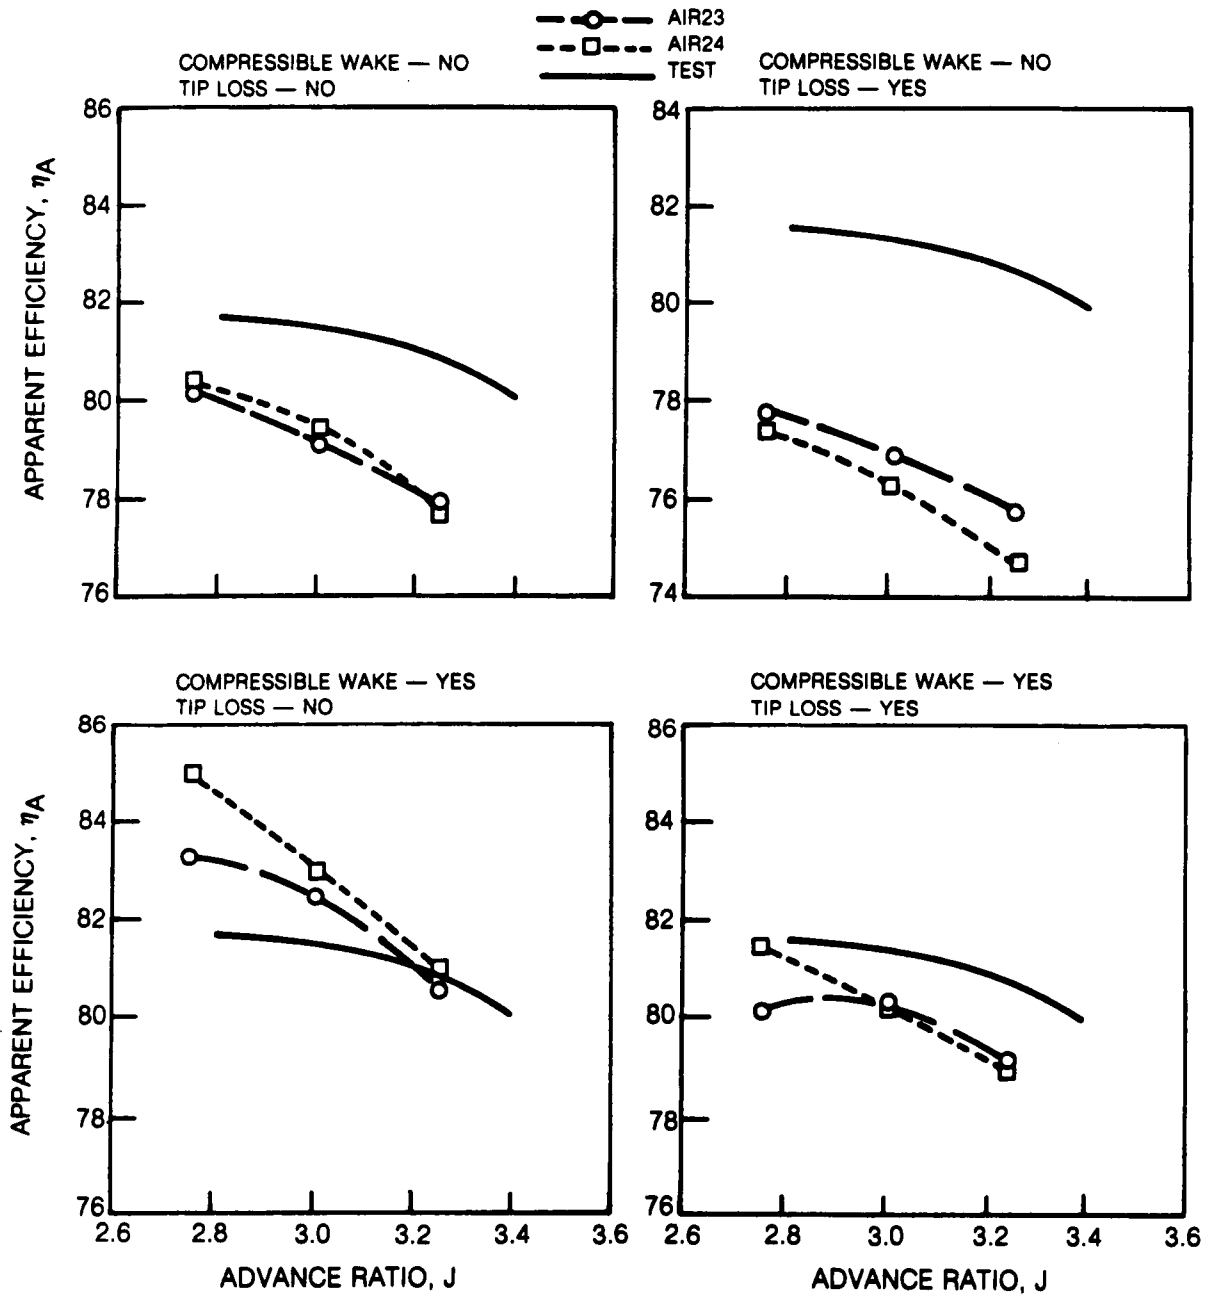 AIR23
AIR24
TEST
COMPRESSIBLE WAKE — NO
TIP LOSS — NO
COMPRESSIBLE WAKE — NO
TIP LOSS — YES
86
84
82
80
78
76
APPARENT EFFICIENCY, ηA
84
82
80
78
76
74
COMPRESSIBLE WAKE — YES
TIP LOSS — NO
COMPRESSIBLE WAKE — YES
TIP LOSS — YES
86
84
82
80
78
76
APPARENT EFFICIENCY, ηA
2.6 2.8 3.0 3.2 3.4 3.6
ADVANCE RATIO, J
86
84
82
80
78
76
2.6 2.8 3.0 3.2 3.4 3.6
ADVANCE RATIO, J